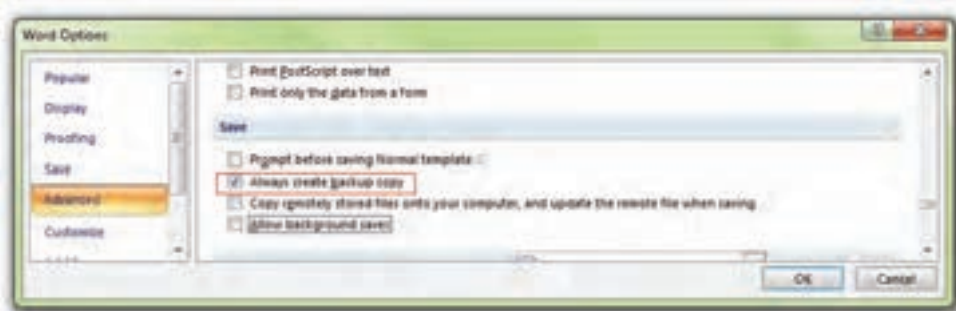 Word Options
Popular
Display
Proofing
Save
Advanced
Customize
Print PostScript over text
Print only the data from a form
Save
Prompt before saving Normal template
Always create backup copy
Copy remotely stored files onto your computer, and update the remote file when saving
Allow background saves
OK
Cancel